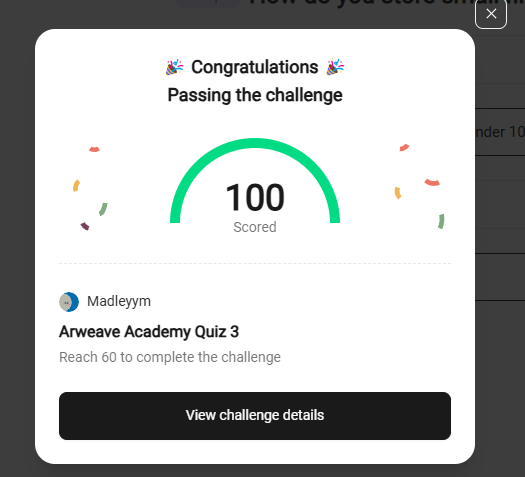 How do you store small
🎉 Congratulations 🎉
Passing the challenge
nder 10
100
Scored
Madleyym
Arweave Academy Quiz 3
Reach 60 to complete the challenge
View challenge details